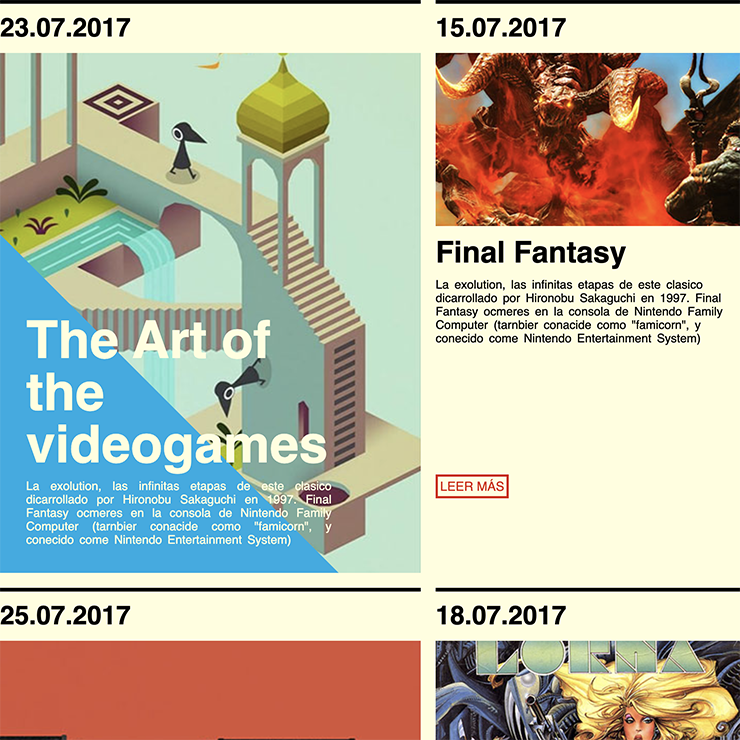 23.07.2017
The Art of
the
videogames
La exolution, las infinitas etapas de este clasico
dicarrollado por Hironobu Sakaguchi en 1997. Final
Fantasy ocmeres en la consola de Nintendo Family
Computer (tarnbier conacide como "famicorn", y
conecido come Nintendo Entertainment System)
15.07.2017
Final Fantasy
La exolution, las infinitas etapas de este clasico
dicarrollado por Hironobu Sakaguchi en 1997. Final
Fantasy ocmeres en la consola de Nintendo Family
Computer (tarnbier conacide como "famicorn", y
conecido come Nintendo Entertainment System)
LEER MÁS
25.07.2017
18.07.2017
LORNA